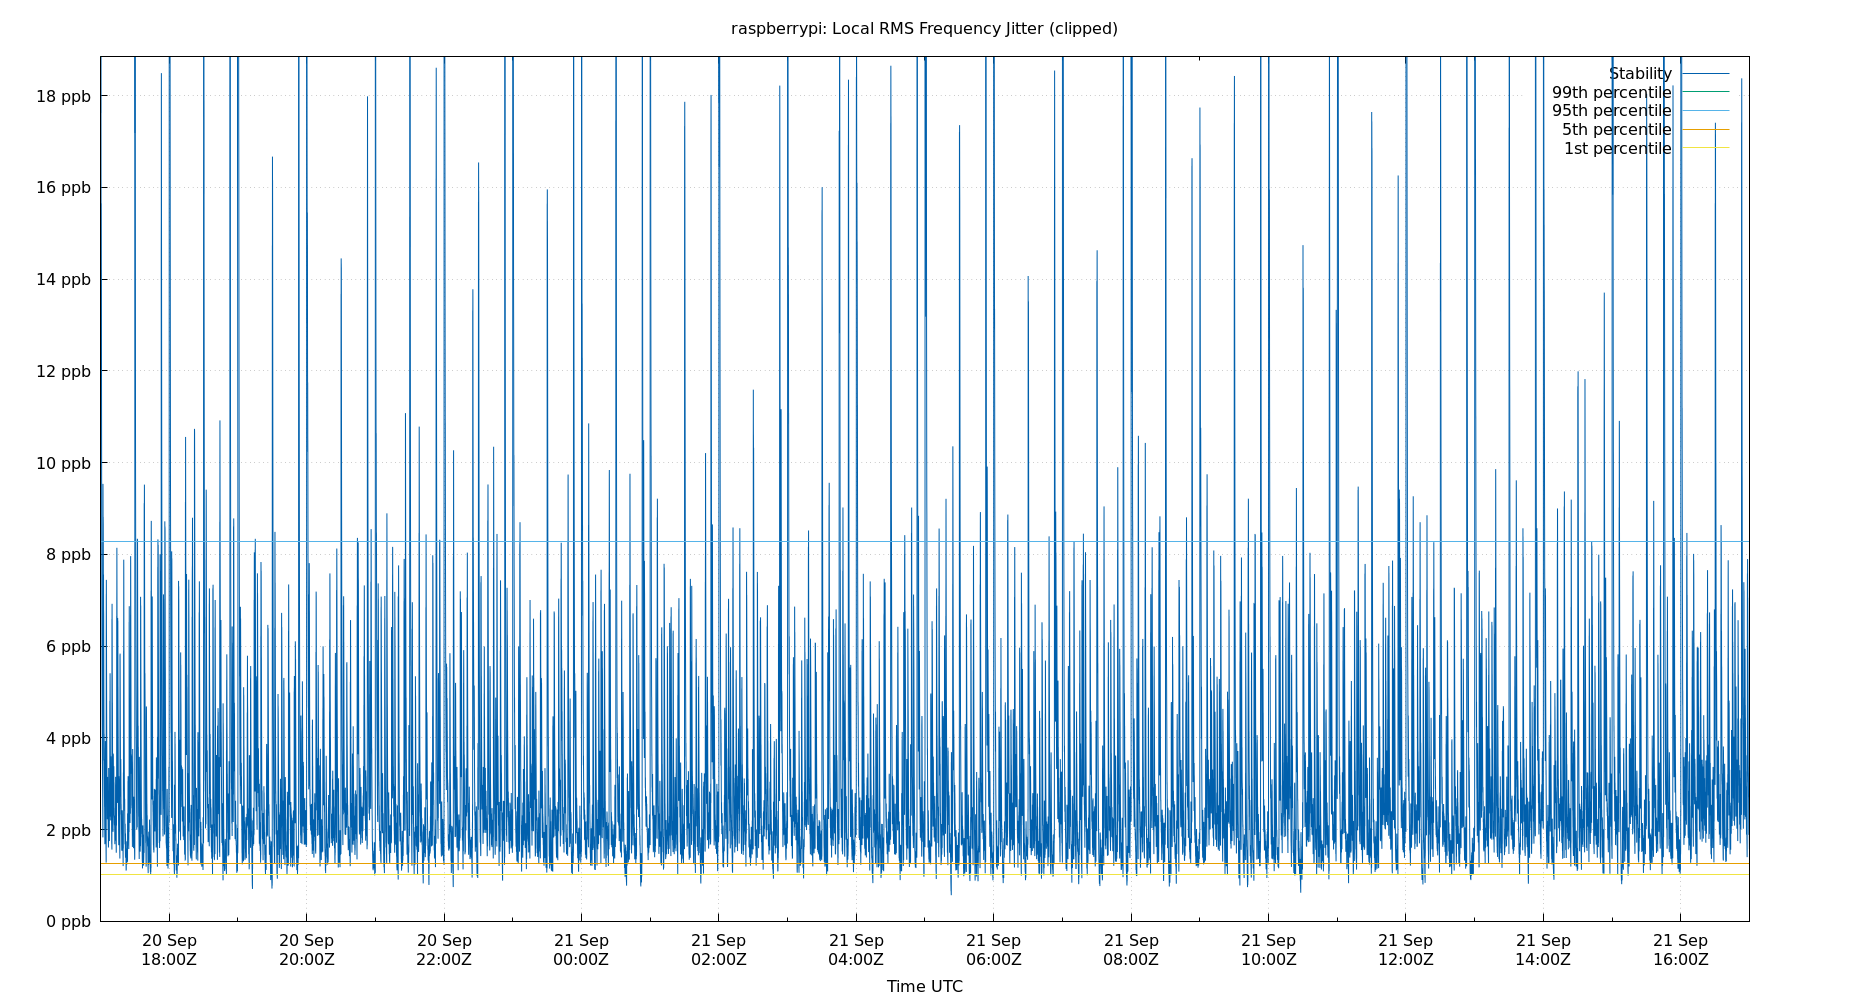 raspberrypi: Local RMS Frequency Jitter (clipped)
Stability
99th percentile
95th percentile
5th percentile
1st percentile
18 ppb
16 ppb
14 ppb
12 ppb
10 ppb
8 ppb
6 ppb
4 ppb
2 ppb
0 ppb
20 Sep 20 Sep 20 Sep 21 Sep 21 Sep 21 Sep 21 Sep 21 Sep 21 Sep 21 Sep 21 Sep 21 Sep
18:00Z 20:00Z 22:00Z 00:00Z 02:00Z 04:00Z 06:00Z 08:00Z 10:00Z 12:00Z 14:00Z 16:00Z
Time UTC